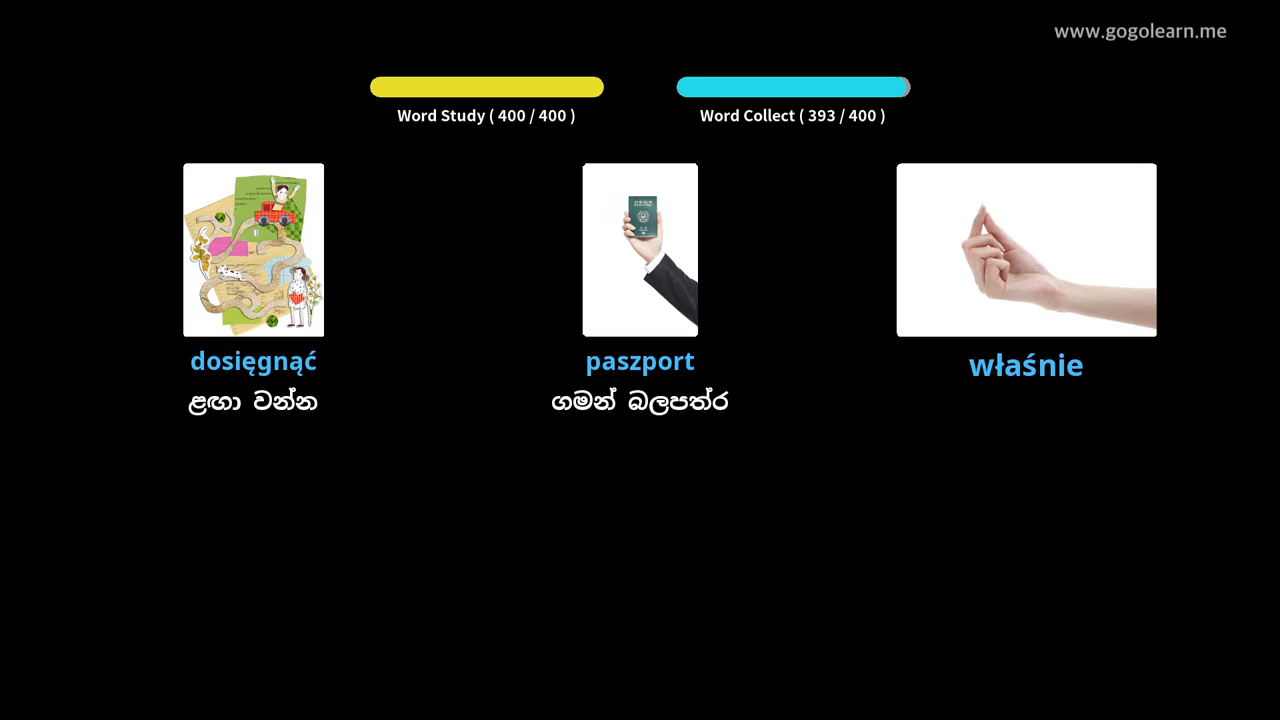 www.gogolearn.me
Word Study ( 400 / 400 )
Word Collect ( 393 / 400 )
dosięgnąć
ළඟා වන්න
paszport
ගමන් බලපත්ර
właśnie